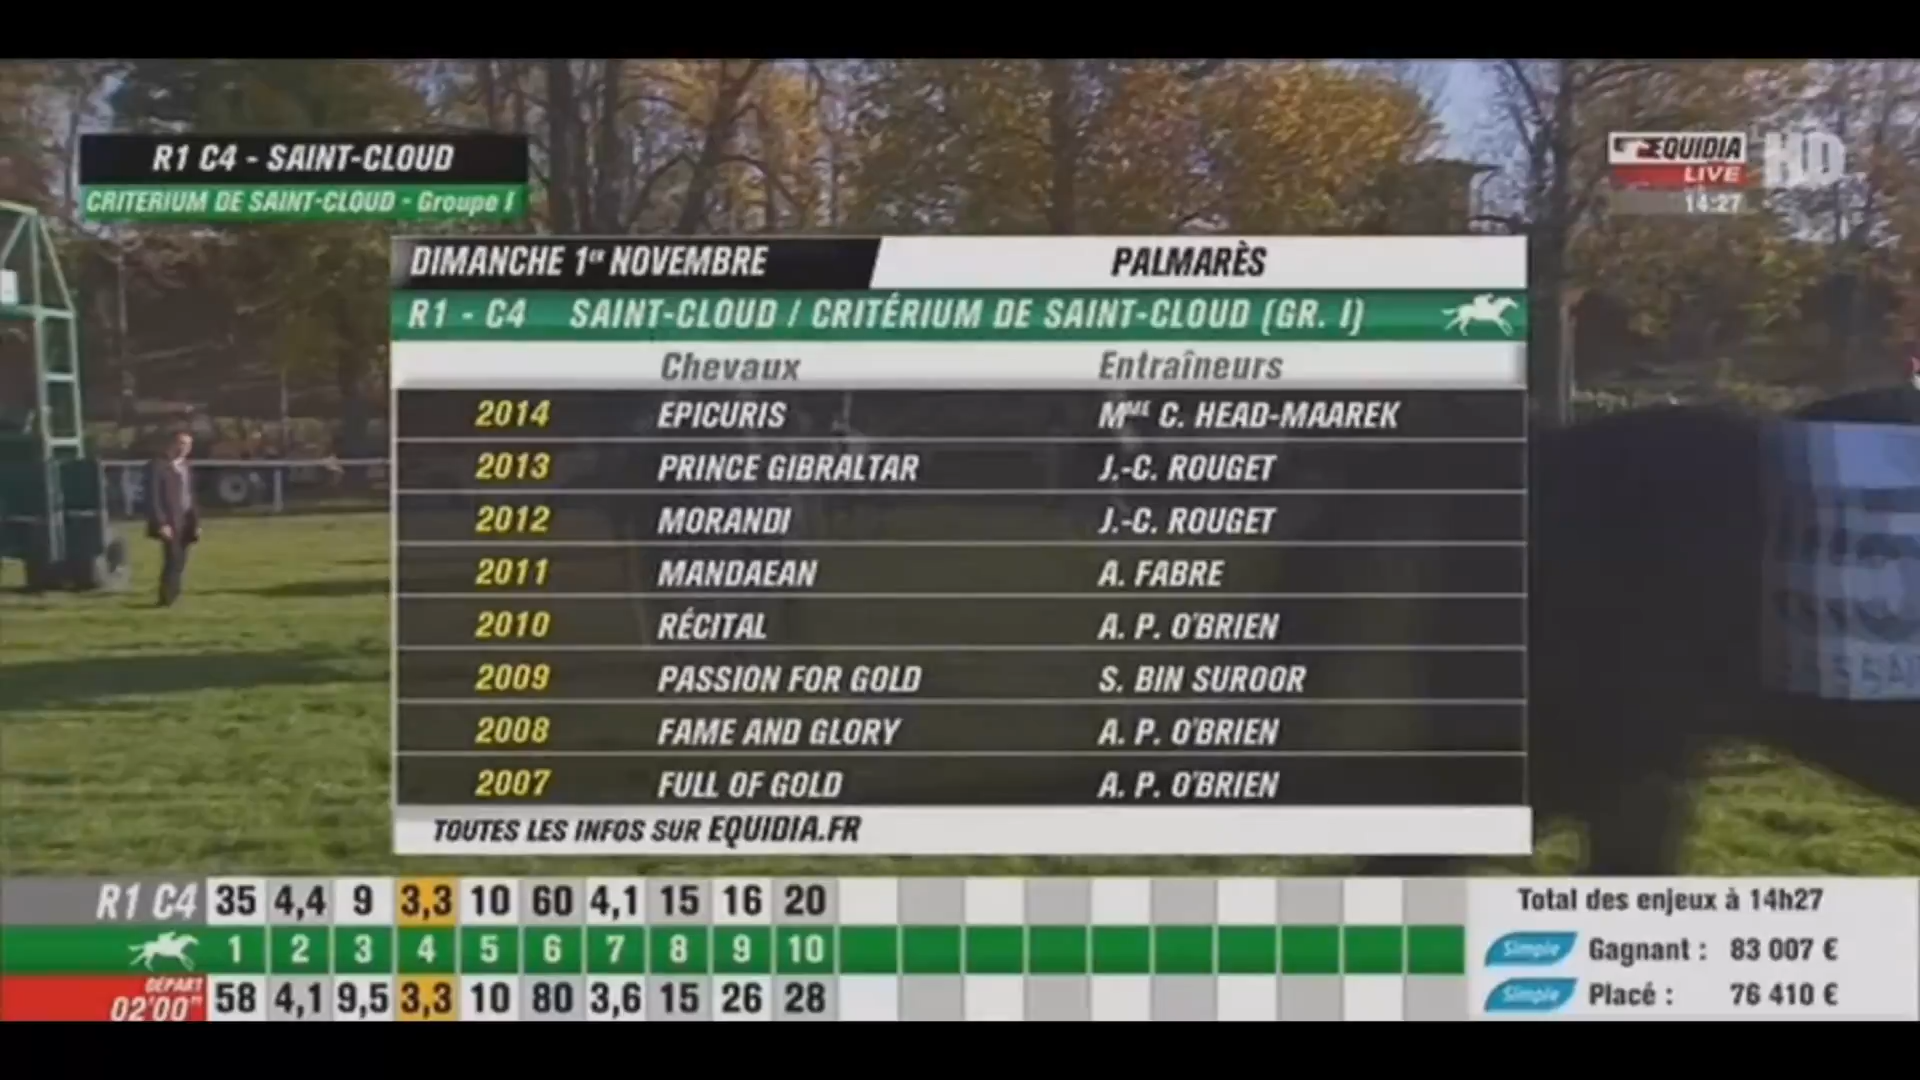 R1 C4 - SAINT-CLOUD
CRITERIUM DE SAINT-CLOUD - Groupe I
EQUIDIA
LIVE
HD
14:27
DIMANCHE 1er NOVEMBRE PALMARÈS
R1 - C4 SAINT-CLOUD / CRITÉRIUM DE SAINT-CLOUD (GR. I)
Chevaux Entraîneurs
2014 EPICURIS MME C. HEAD-MAAREK
2013 PRINCE GIBRALTAR J.-C. ROUGET
2012 MORANDI J.-C. ROUGET
2011 MANDAEAN A. FABRE
2010 RÉCITAL A. P. O'BRIEN
2009 PASSION FOR GOLD S. BIN SUROOR
2008 FAME AND GLORY A. P. O'BRIEN
2007 FULL OF GOLD A. P. O'BRIEN
TOUTES LES INFOS SUR EQUIDIA.FR
R1 C4 35 4,4 9 3,3 10 60 4,1 15 16 20
1 2 3 4 5 6 7 8 9 10
DÉPART
02'00" 58 4,1 9,5 3,3 10 80 3,6 15 26 28
Total des enjeux à 14h27
Simple Gagnant : 83 007 €
Simple Placé : 76 410 €